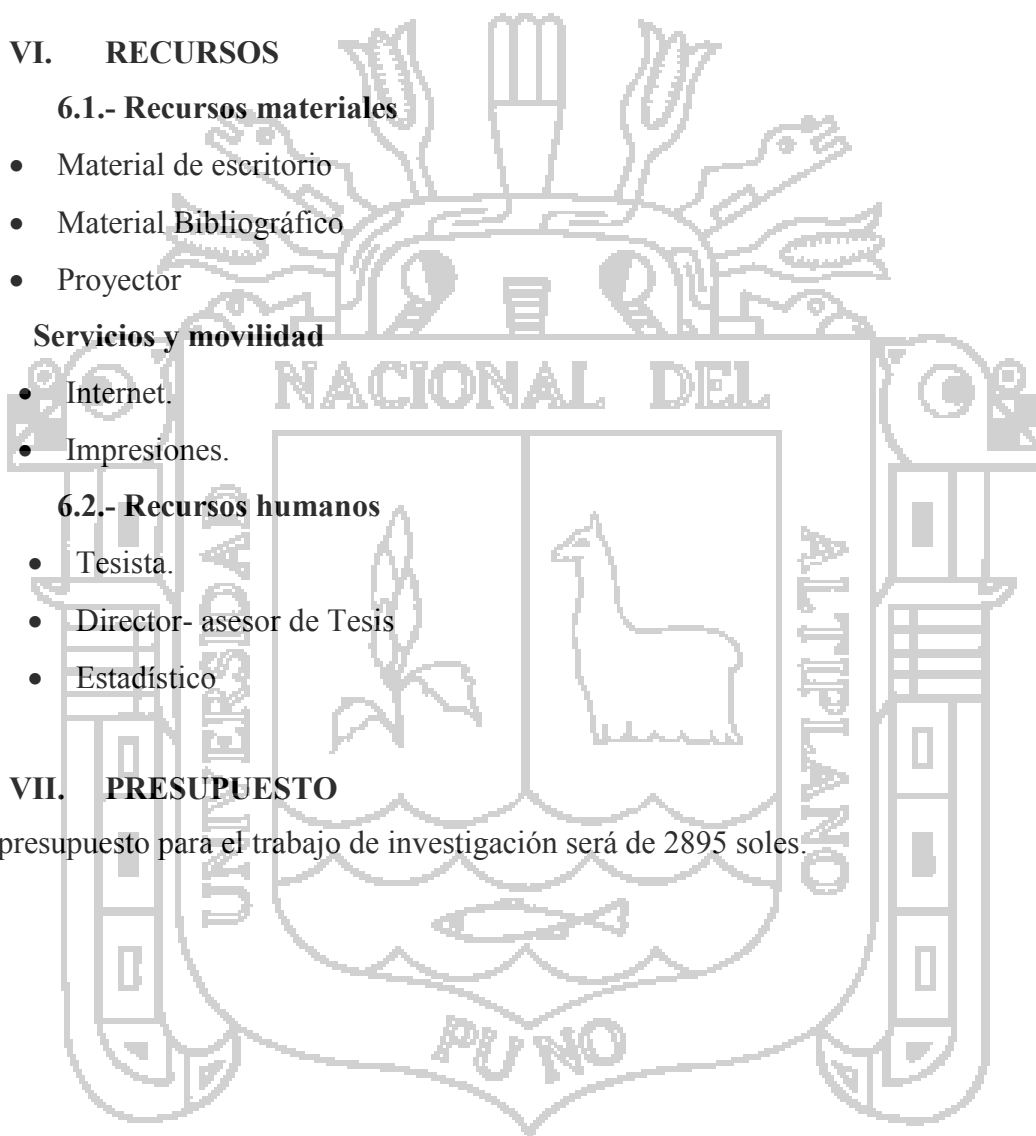 VI. RECURSOS
6.1.- Recursos materiales
• Material de escritorio
• Material Bibliográfico
• Proyector
Servicios y movilidad
• Internet.
• Impresiones.
6.2.- Recursos humanos
• Tesista.
• Director- asesor de Tesis
• Estadístico
VII. PRESUPUESTO
presupuesto para el trabajo de investigación será de 2895 soles.
UNIVERSIDAD
NACIONAL DEL
ALTIPLANO
PUNO